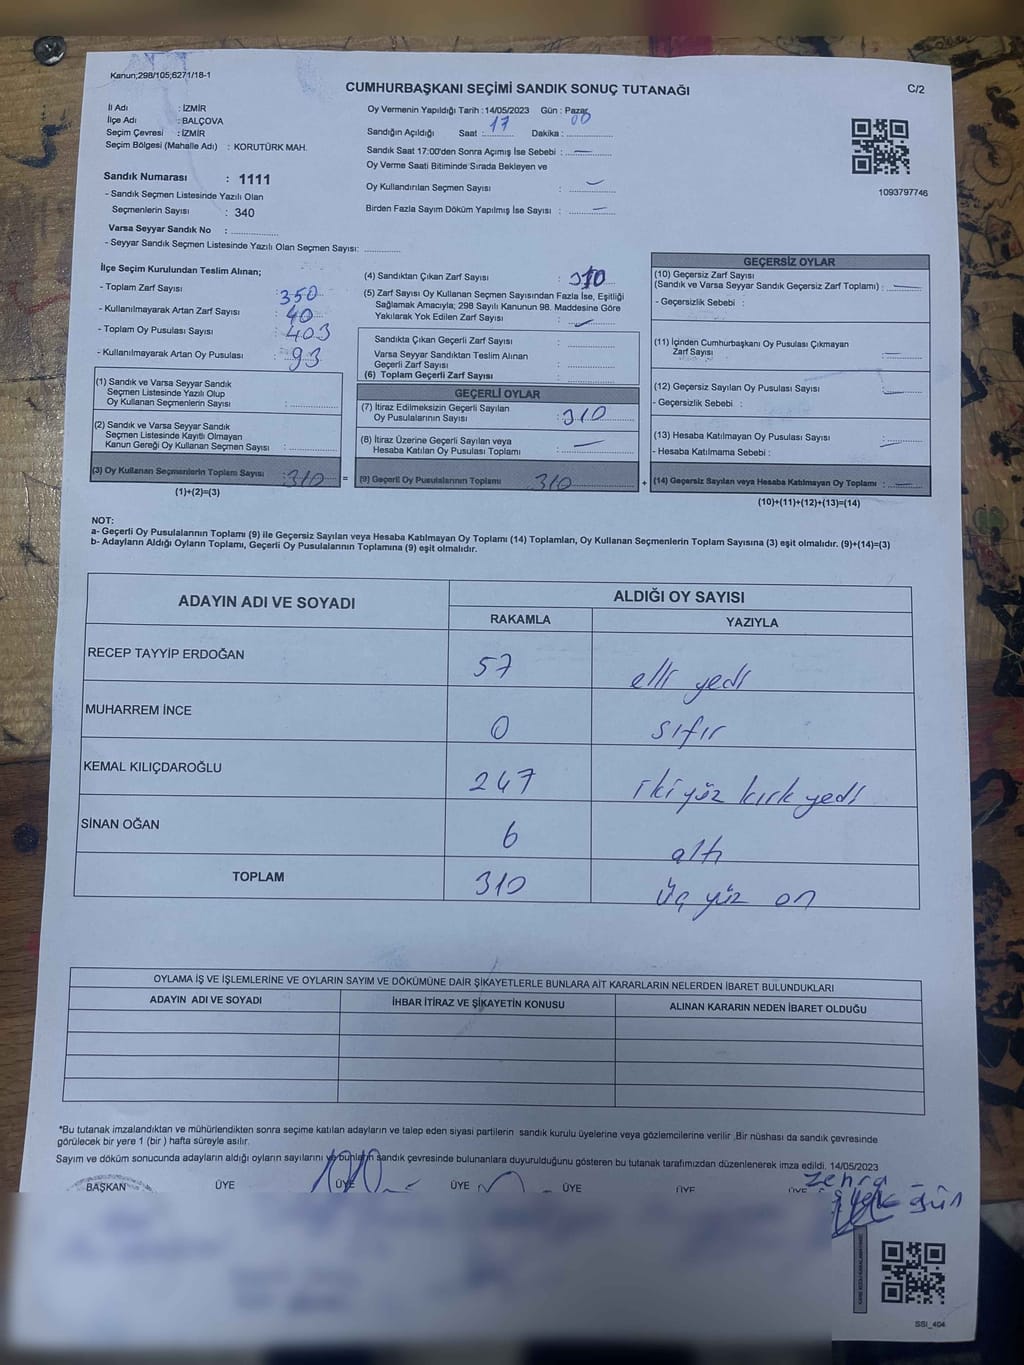 Kanun;298/105;6271/18-1
CUMHURBAŞKANI SEÇİMİ SANDIK SONUÇ TUTANAĞI
C/2
İl Adı : İZMİR
İlçe Adı : BALÇOVA
Seçim Çevresi : İZMİR
Seçim Bölgesi (Mahalle Adı) : KORUTÜRK MAH.
Oy Vermenin Yapıldığı Tarih :14/05/2023 Gün : Pazar
Sandığın Açıldığı Saat : 17 Dakika : 00
Sandık Saat 17:00'den Sonra Açımış İse Sebebi : —
Oy Verme Saati Bitiminde Sırada Bekleyen ve
Oy Kullandırılan Seçmen Sayısı : —
Birden Fazla Sayım Döküm Yapılmış İse Sayısı : —
1093797746
Sandık Numarası : 1111
- Sandık Seçmen Listesinde Yazılı Olan
Seçmenlerin Sayısı : 340
Varsa Seyyar Sandık No :
- Seyyar Sandık Seçmen Listesinde Yazılı Olan Seçmen Sayısı:
İlçe Seçim Kurulundan Teslim Alınan;
- Toplam Zarf Sayısı : 350
- Kullanılmayarak Artan Zarf Sayısı : 40
- Toplam Oy Pusulası Sayısı : 403
- Kullanılmayarak Artan Oy Pusulası : 93
(1) Sandık ve Varsa Seyyar Sandık
Seçmen Listesinde Yazılı Olup
Oy Kullanan Seçmenlerin Sayısı :
(2) Sandık ve Varsa Seyyar Sandık
Seçmen Listesinde Kayıtlı Olmayan
Kanun Gereği Oy Kullanan Seçmen Sayısı :
(3) Oy Kullanan Seçmenlerin Toplam Sayısı : 310
(1)+(2)=(3)
(4) Sandıktan Çıkan Zarf Sayısı : 310
(5) Zarf Sayısı Oy Kullanan Seçmen Sayısından Fazla İse, Eşitliği
Sağlamak Amacıyla; 298 Sayılı Kanunun 98. Maddesine Göre
Yakılarak Yok Edilen Zarf Sayısı : —
Sandıkta Çıkan Geçerli Zarf Sayısı :
Varsa Seyyar Sandıktan Teslim Alınan
Geçerli Zarf Sayısı :
(6) Toplam Geçerli Zarf Sayısı :
GEÇERLİ OYLAR
(7) İtiraz Edilmeksizin Geçerli Sayılan
Oy Pusulalarının Sayısı : 310
(8) İtiraz Üzerine Geçerli Sayılan veya
Hesaba Katılan Oy Pusulası Toplamı : —
= (9) Geçerli Oy Pusulalarının Toplamı 310 +
GEÇERSİZ OYLAR
(10) Geçersiz Zarf Sayısı
(Sandık ve Varsa Seyyar Sandık Geçersiz Zarf Toplamı) : —
- Geçersizlik Sebebi :
(11) İçinden Cumhurbaşkanı Oy Pusulası Çıkmayan
Zarf Sayısı : —
(12) Geçersiz Sayılan Oy Pusulası Sayısı : —
- Geçersizlik Sebebi :
(13) Hesaba Katılmayan Oy Pusulası Sayısı : —
- Hesaba Katılmama Sebebi :
(14) Geçersiz Sayılan veya Hesaba Katılmayan Oy Toplamı : —
(10)+(11)+(12)+(13)=(14)
NOT:
a- Geçerli Oy Pusulalarının Toplamı (9) ile Geçersiz Sayılan veya Hesaba Katılmayan Oy Toplamı (14) Toplamları, Oy Kullanan Seçmenlerin Toplam Sayısına (3) eşit olmalıdır. (9)+(14)=(3)
b- Adayların Aldığı Oyların Toplamı, Geçerli Oy Pusulalarının Toplamına (9) eşit olmalıdır.
ADAYIN ADI VE SOYADI ALDIĞI OY SAYISI
RAKAMLA YAZIYLA
RECEP TAYYİP ERDOĞAN 57 elli yedi
MUHARREM İNCE 0 sıfır
KEMAL KILIÇDAROĞLU 247 iki yüz kırk yedi
SİNAN OĞAN 6 altı
TOPLAM 310 üç yüz on
OYLAMA İŞ VE İŞLEMLERİNE VE OYLARIN SAYIM VE DÖKÜMÜNE DAİR ŞİKAYETLERLE BUNLARA AİT KARARLARIN NELERDEN İBARET BULUNDUKLARI
ADAYIN ADI VE SOYADI İHBAR İTİRAZ VE ŞİKAYETİN KONUSU ALINAN KARARIN NEDEN İBARET OLDUĞU
*Bu tutanak imzalandıktan ve mühürlendikten sonra seçime katılan adayların ve talep eden siyasi partilerin sandık kurulu üyelerine veya gözlemcilerine verilir ,Bir nüshası da sandık çevresinde
görülecek bir yere 1 (bir ) hafta süreyle asılır.
Sayım ve döküm sonucunda adayların aldığı oyların sayılarını ve bunların sandık çevresinde bulunanlara duyurulduğunu gösteren bu tutanak tarafımızdan düzenlenerek imza edildi. 14/05/2023
BAŞKAN ÜYE ÜYE ÜYE ÜYE ÜYE ÜYE
Zehra
SSI_404